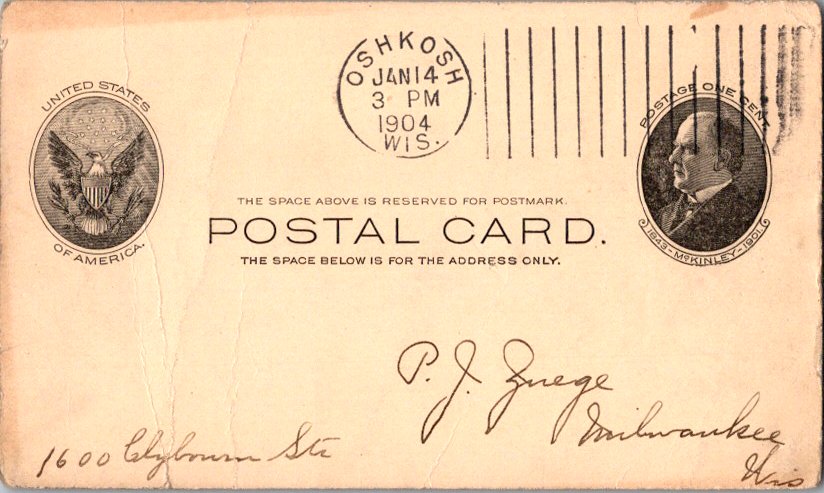 OSHKOSH
JAN 14
3 PM
1904
WIS.
UNITED STATES
OF AMERICA.
POSTAGE ONE CENT.
1843-McKINLEY-1901.
THE SPACE ABOVE IS RESERVED FOR POSTMARK.
POSTAL CARD.
THE SPACE BELOW IS FOR THE ADDRESS ONLY.
P. J. Zuege
Milwaukee
Wis
1600 Clybourn Str